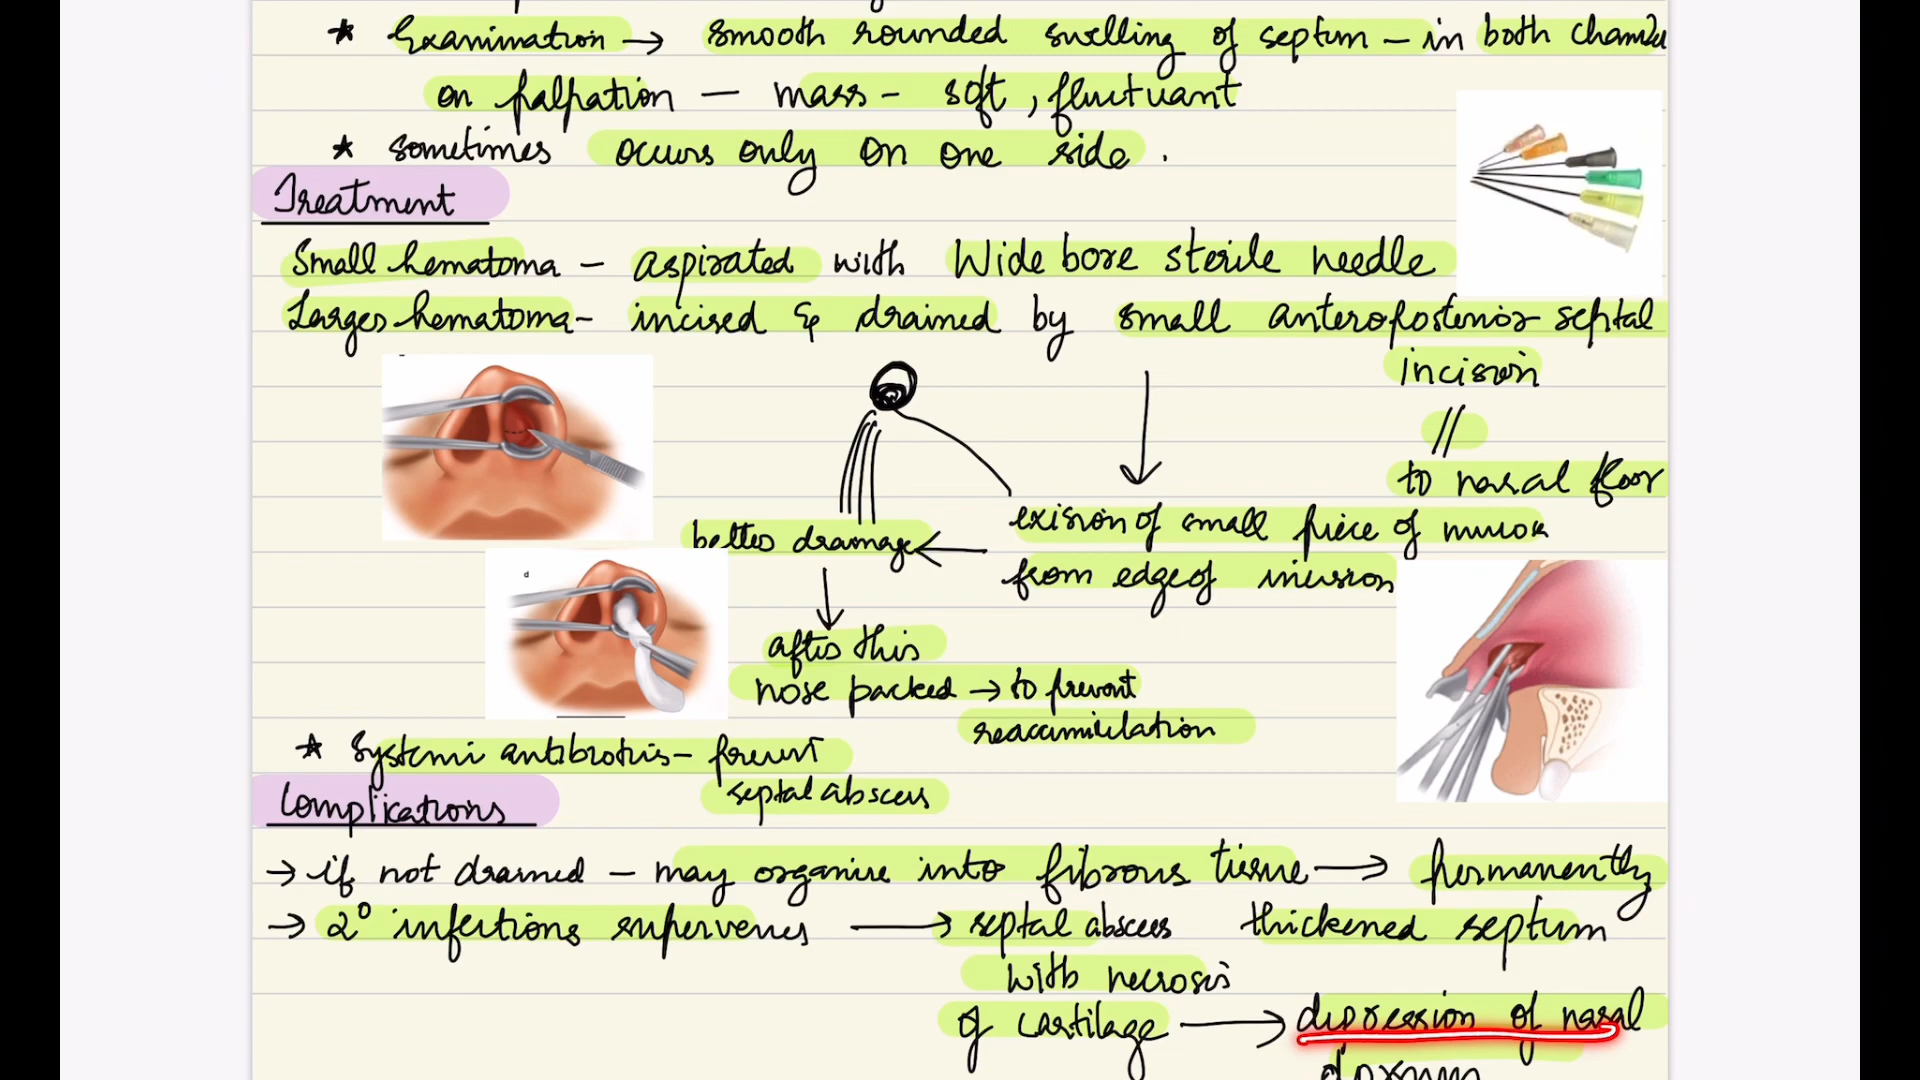 * Examination → smooth rounded swelling of septum – in both
on palpation – mass – soft, fluctuant
* sometimes occurs only on one side.
Treatment
Small hematoma – aspirated with Wide bore sterile needle
Larger hematoma – incised & drained by small anteroposterior septal
incision
//
to nasal floor
exision of small piece of mucosa
better drainage ← from edge of incision
d
after this
nose packed → to prevent
reaccumulation
* Systemic antibiotics – prevent
septal abscess
Complications
→ if not drained – may organise into fibrous tissue → permanently
→ 2° infections supervenes → septal abscess thickened septum
with necrosis
of cartilage → depression of nasal